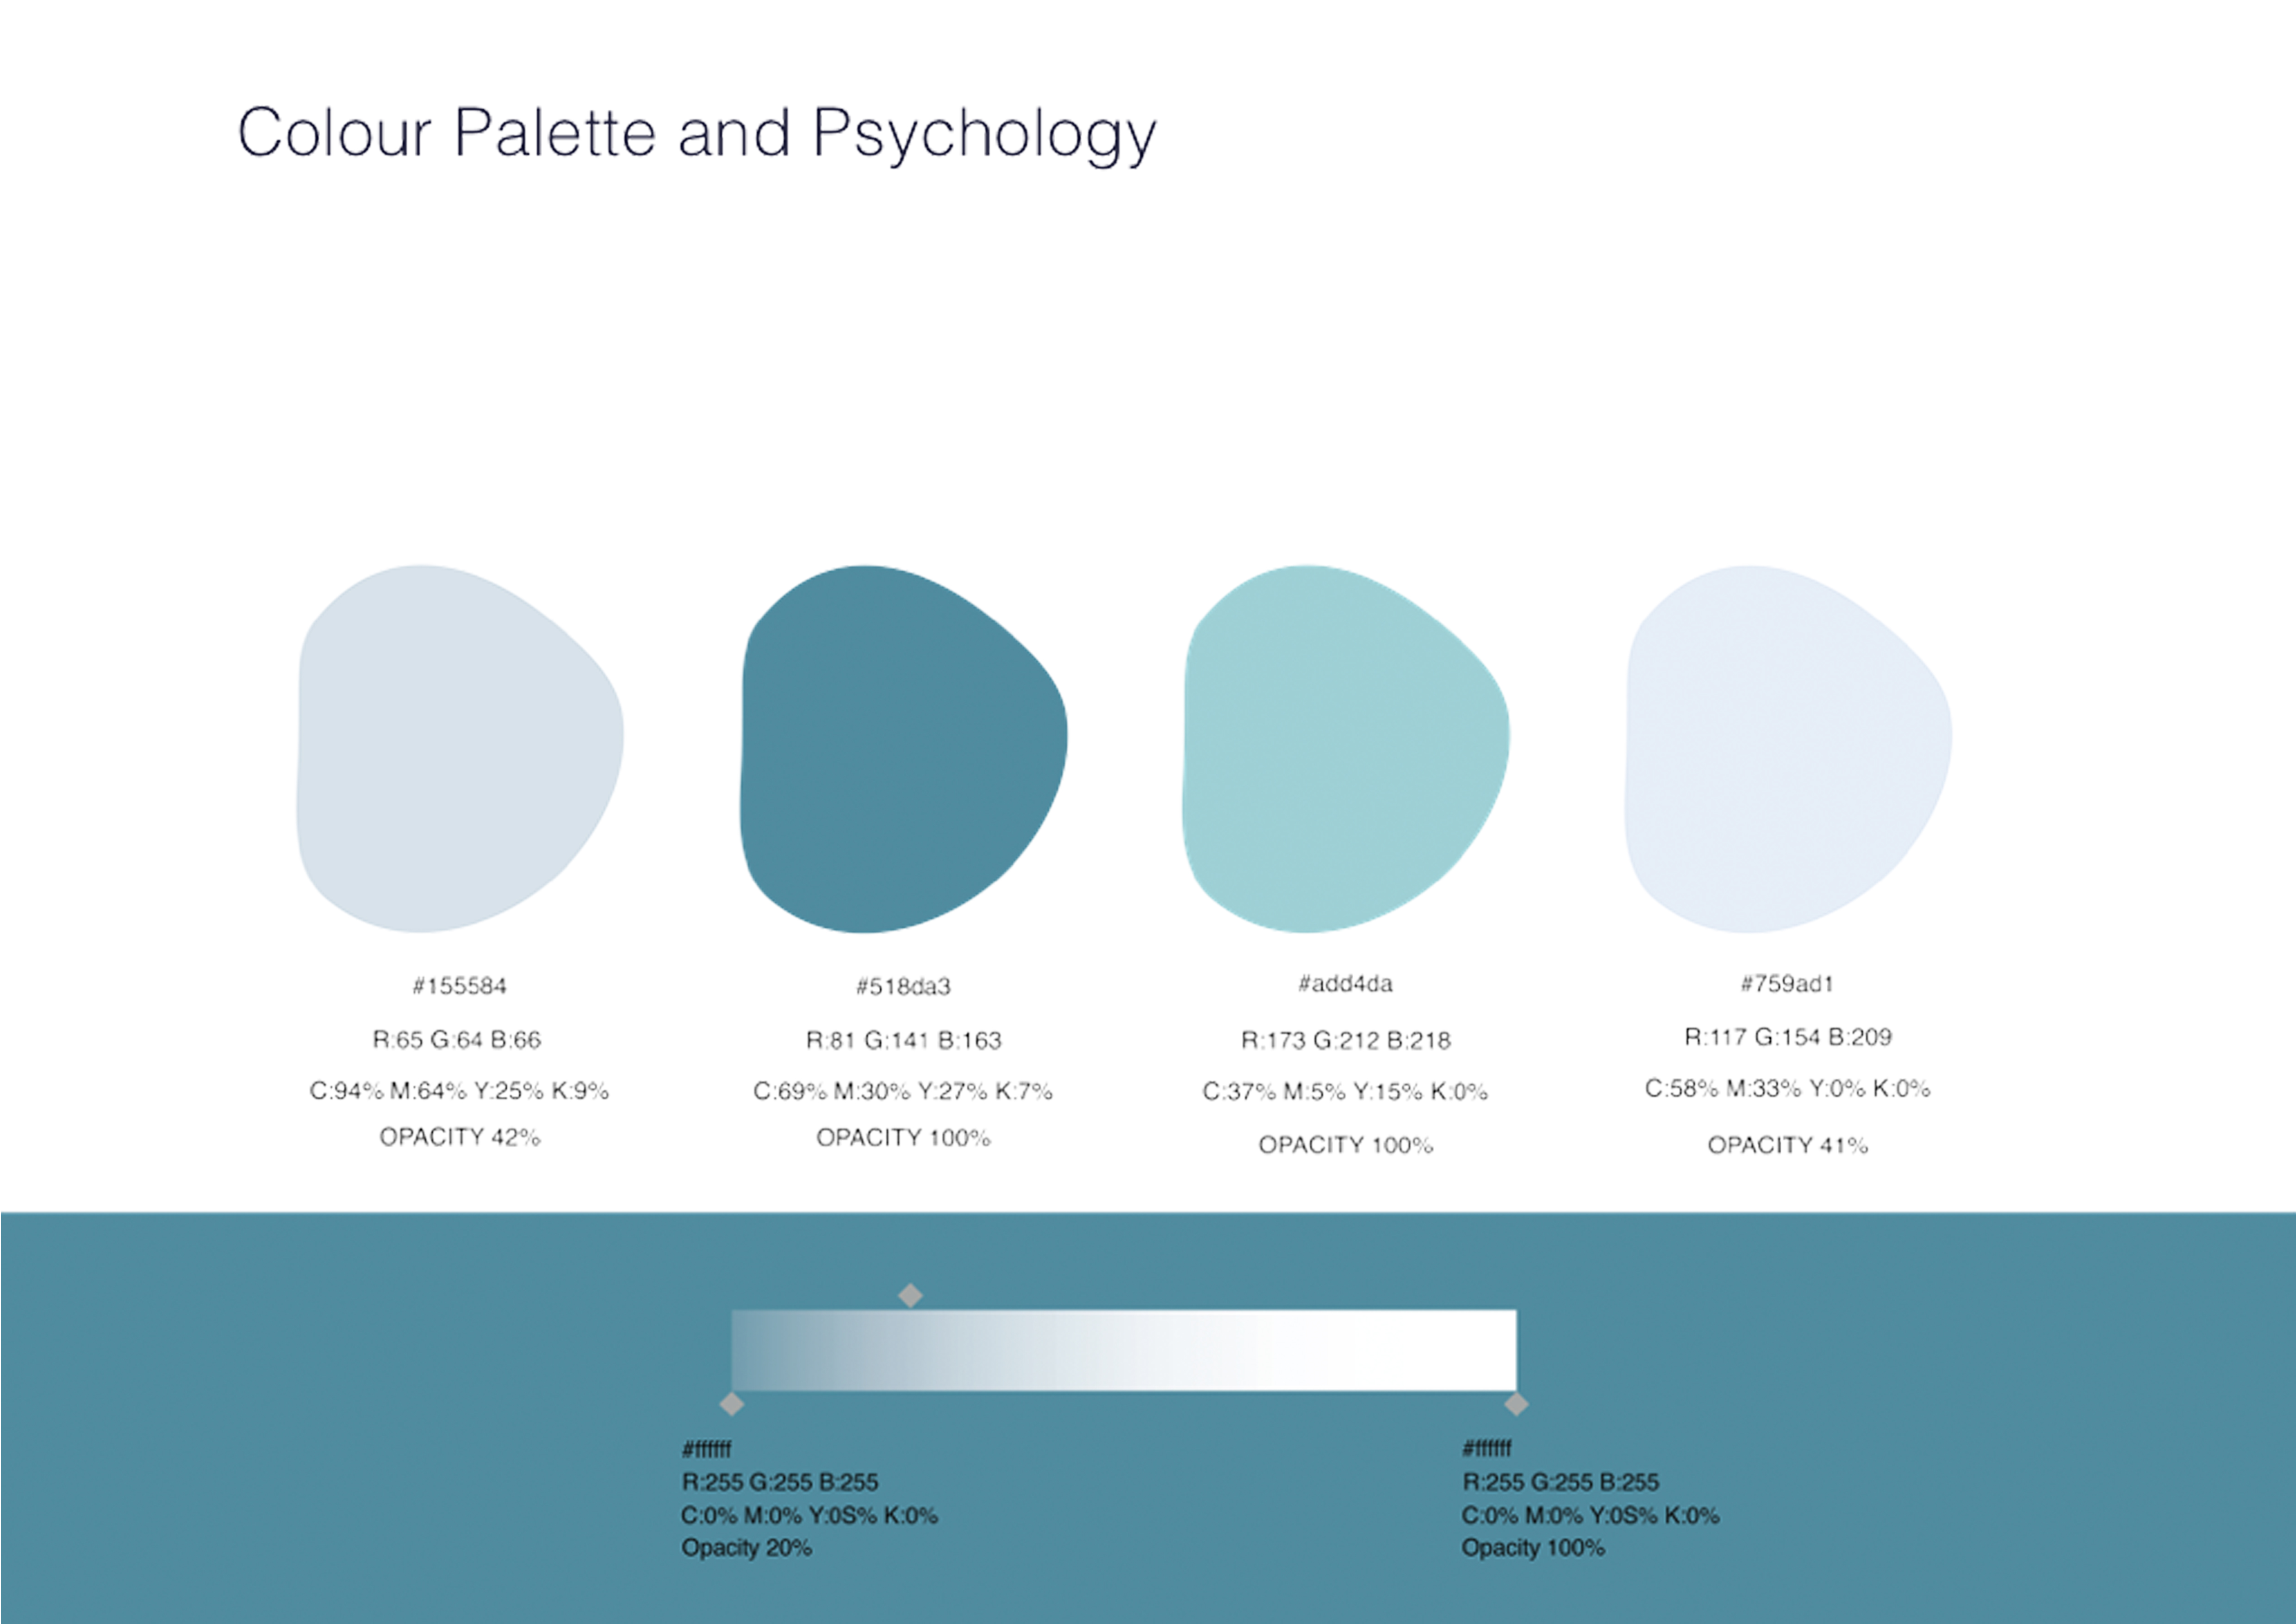 Colour Palette and Psychology
#155584
R:65 G:64 B:66
C:94% M:64% Y:25% K:9%
OPACITY 42%
#518da3
R:81 G:141 B:163
C:69% M:30% Y:27% K:7%
OPACITY 100%
#add4da
R:173 G:212 B:218
C:37% M:5% Y:15% K:0%
OPACITY 100%
#759ad1
R:117 G:154 B:209
C:58% M:33% Y:0% K:0%
OPACITY 41%
#ffffff
R:255 G:255 B:255
C:0% M:0% Y:0S% K:0%
Opacity 20%
#ffffff
R:255 G:255 B:255
C:0% M:0% Y:0S% K:0%
Opacity 100%